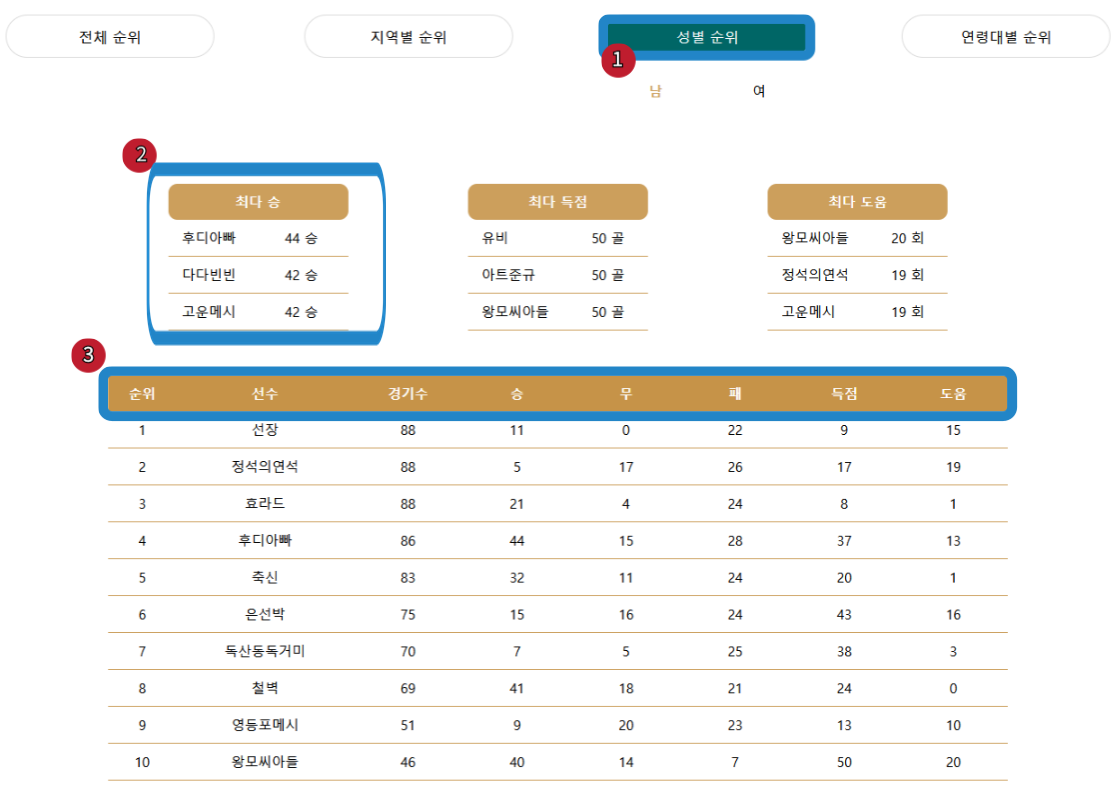 전체 순위 지역별 순위 성별 순위 연령대별 순위
1
남 여
2
최다 승 최다 득점 최다 도움
후디아빠 44 승 유비 50 골 왕모씨아들 20 회
다다빈빈 42 승 아트준규 50 골 정석의연석 19 회
고운메시 42 승 왕모씨아들 50 골 고운메시 19 회
3
순위 선수 경기수 승 무 패 득점 도움
1 선장 88 11 0 22 9 15
2 정석의연석 88 5 17 26 17 19
3 효라드 88 21 4 24 8 1
4 후디아빠 86 44 15 28 37 13
5 축신 83 32 11 24 20 1
6 은선박 75 15 16 24 43 16
7 독산동독거미 70 7 5 25 38 3
8 철벽 69 41 18 21 24 0
9 영등포메시 51 9 20 23 13 10
10 왕모씨아들 46 40 14 7 50 20